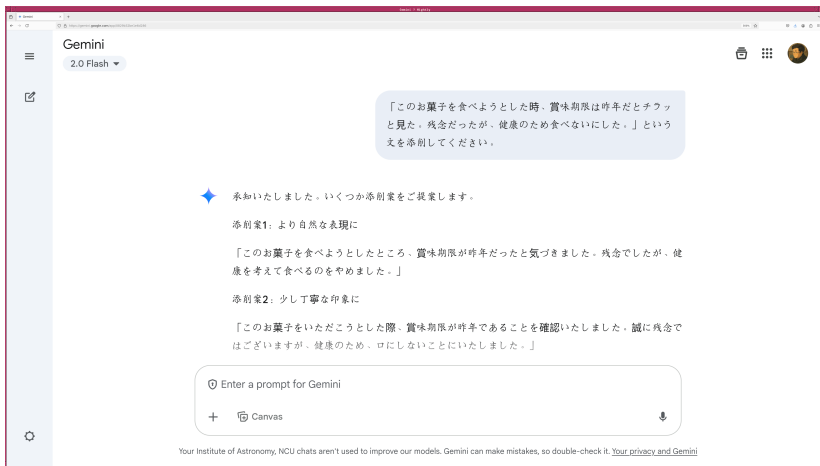 Gemini
2.0 Flash
「このお菓子を食べようとした時、賞味期限は昨年だとチラッ
と見た。残念だったが、健康のため食べないにした。」という
文を添削してください。
承知いたしました。いくつか添削案をご提案します。
添削案1: より自然な表現に
「このお菓子を食べようとしたところ、賞味期限が昨年だったと気づきました。残念でしたが、健
康を考えて食べるのをやめました。」
添削案2: 少し丁寧な印象に
「このお菓子をいただこうとした際、賞味期限が昨年であることを確認いたしました。誠に残念で
はございますが、健康のため、口にしないことにいたしました。」
Enter a prompt for Gemini
Canvas
Your Institute of Astronomy, NCU chats aren't used to improve our models. Gemini can make mistakes, so double-check it. Your privacy and Gemini